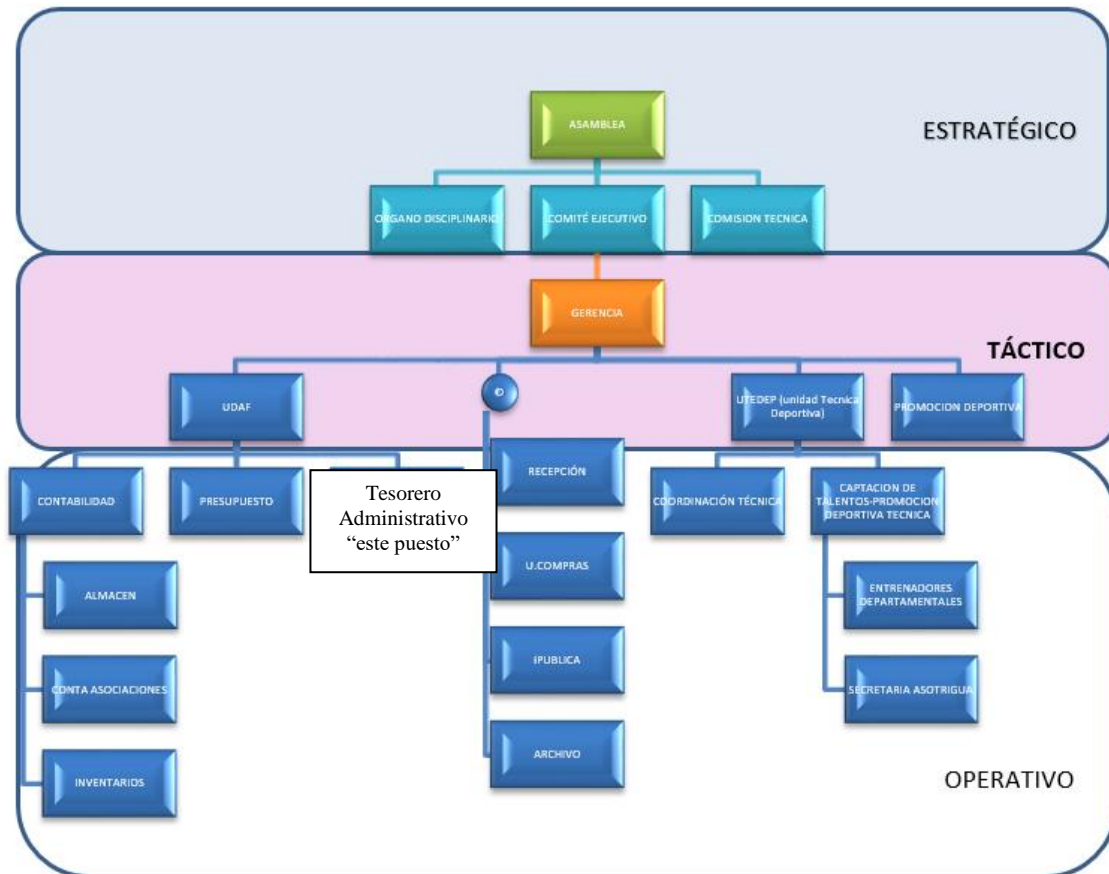 ASAMBLEA
ESTRATÉGICO
ORGANO DISCIPLINARIO
COMITÉ EJECUTIVO
COMISION TECNICA
GERENCIA
TÁCTICO
UDAF
©
UTEDEP (unidad Tecnica
Deportiva)
PROMOCION DEPORTIVA
CONTABILIDAD
PRESUPUESTO
Tesorero
Administrativo
“este puesto”
RECEPCIÓN
COORDINACIÓN TÉCNICA
CAPTACION DE
TALENTOS-PROMOCION
DEPORTIVA TECNICA
U.COMPRAS
ALMACEN
ENTRENADORES
DEPARTAMENTALES
IPUBLICA
CONTA ASOCIACIONES
SECRETARIA ASOTRIGUA
ARCHIVO
INVENTARIOS
OPERATIVO